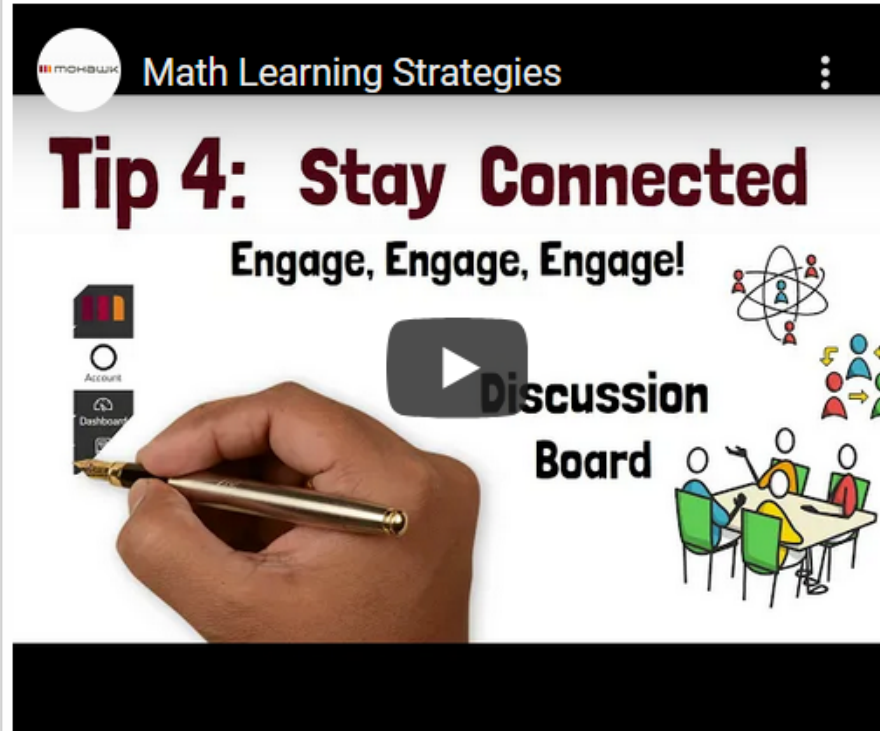 mohawk
Math Learning Strategies
Tip 4: Stay Connected
Engage, Engage, Engage!
Account
Dashboard
Discussion
Board